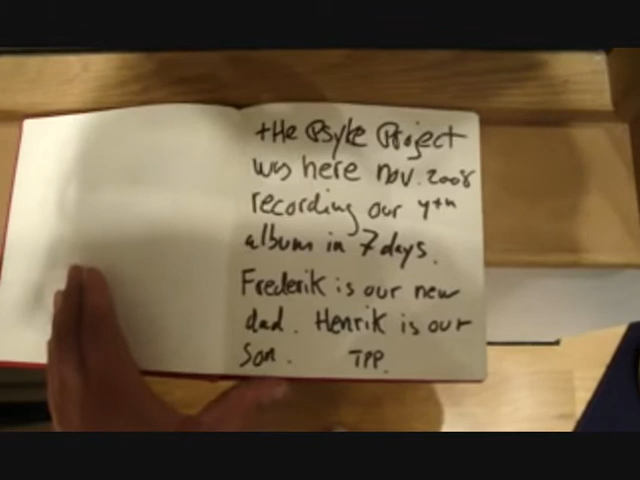 the Psyke Project
was here nov. 2008
recording our 4th
album in 7 days.
Frederik is our new
dad. Henrik is our
son. TPP.